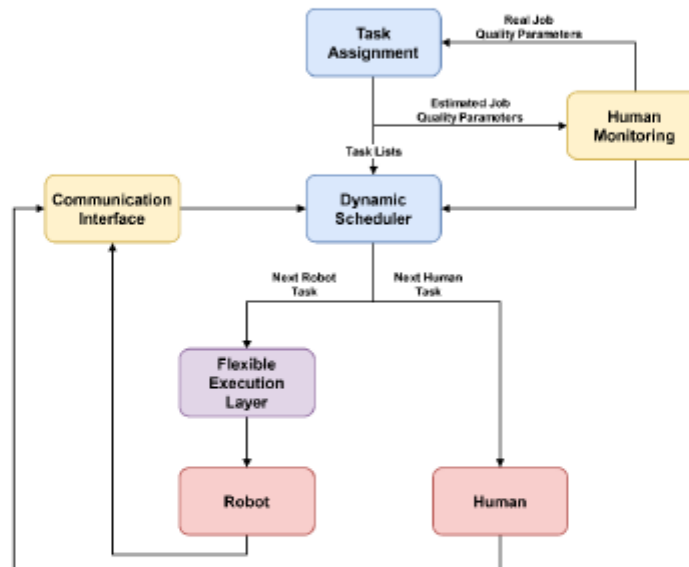 Task
Assignment
Real Job
Quality Parameters
Estimated Job
Quality Parameters
Human
Monitoring
Task Lists
Communication
Interface
Dynamic
Scheduler
Next Robot
Task
Next Human
Task
Flexible
Execution
Layer
Robot
Human